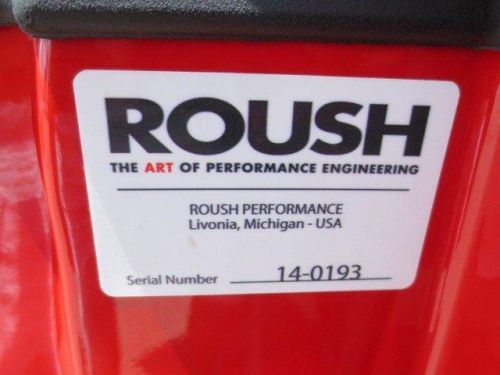 ROUSH
THE ART OF PERFORMANCE ENGINEERING
ROUSH PERFORMANCE
Livonia, Michigan - USA
Serial Number 14-0193